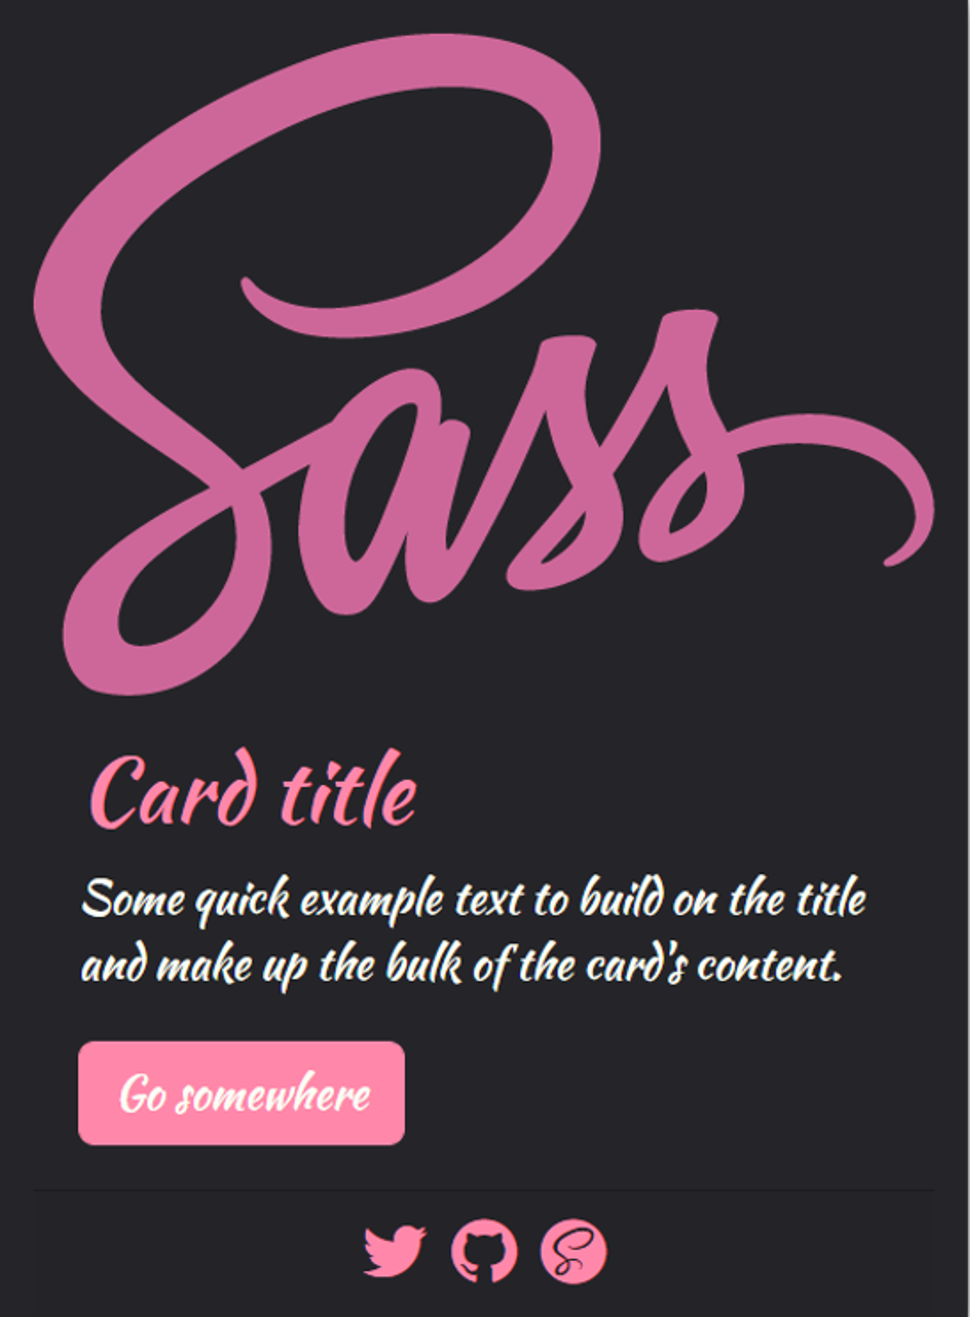 Sass
Card title
Some quick example text to build on the title
and make up the bulk of the card's content.
Go somewhere